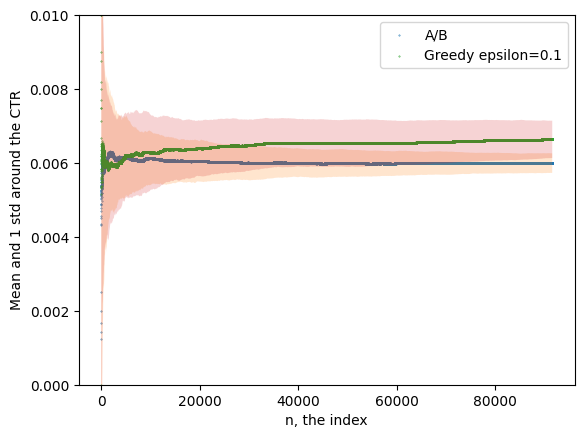 0.010
0.008
0.006
0.004
0.002
0.000
Mean and 1 std around the CTR
A/B
Greedy epsilon=0.1
0
20000
40000
60000
80000
n, the index